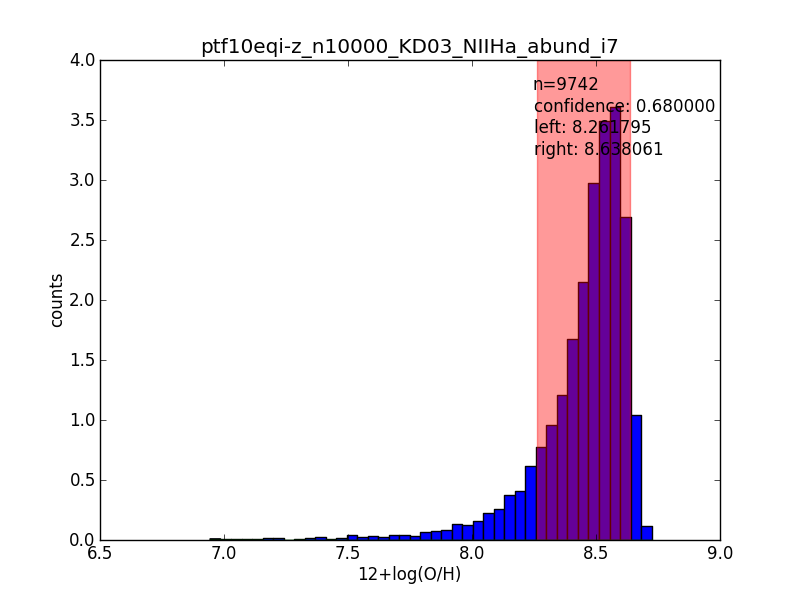 ptf10eqi-z_n10000_KD03_NIIHa_abund_i7
4.0
3.5
3.0
2.5
2.0
1.5
1.0
0.5
0.0
counts
n=9742
confidence: 0.680000
left: 8.261795
right: 8.638061
6.5 7.0 7.5 8.0 8.5 9.0
12+log(O/H)